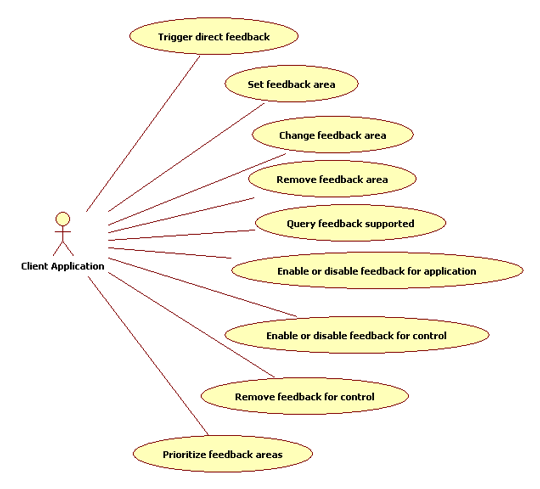 Trigger direct feedback
Set feedback area
Change feedback area
Remove feedback area
Query feedback supported
Client Application
Enable or disable feedback for application
Enable or disable feedback for control
Remove feedback for control
Prioritize feedback areas